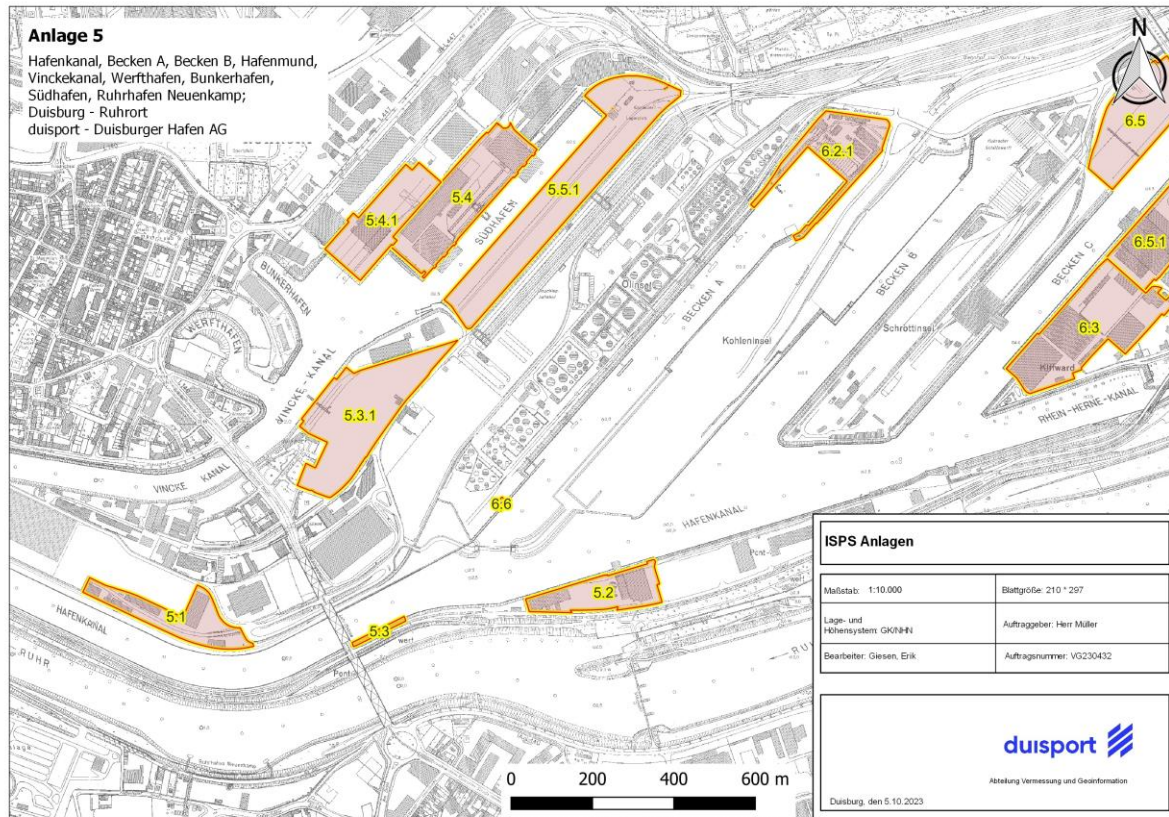 Anlage 5
Hafenkanal, Becken A, Becken B, Hafenmund,
Vinckekanal, Werfthafen, Bunkerhafen,
Südhafen, Ruhrhafen Neuenkamp;
Duisburg - Ruhrort
duisport - Duisburger Hafen AG
N
6.5
6.2.1
5.4
5.5.1
5.4.1
SÜDHAFEN
6.5.1
BECKEN C
BUNKERHAFEN
Ölinsel
BECKEN A
BECKEN B
WERFTHAFEN
Schrottinsel
6.3
Kohleninsel
Kiffward
VINCKE-KANAL
5.3.1
RHEIN-HERNE-KANAL
VINCKE KANAL
6.6
HAFENKANAL
5.1
5.2
5.3
HAFENKANAL
werf
RUHR
ISPS Anlagen
Maßstab: 1:10.000
Blattgröße: 210 * 297
Lage- und
Höhensystem: GK/NHN
Auftraggeber: Herr Müller
Bearbeiter: Giesen, Erik
Auftragsnummer: VG230432
duisport
Abteilung Vermessung und Geoinformation
Duisburg, den 5.10.2023
0 200 400 600 m